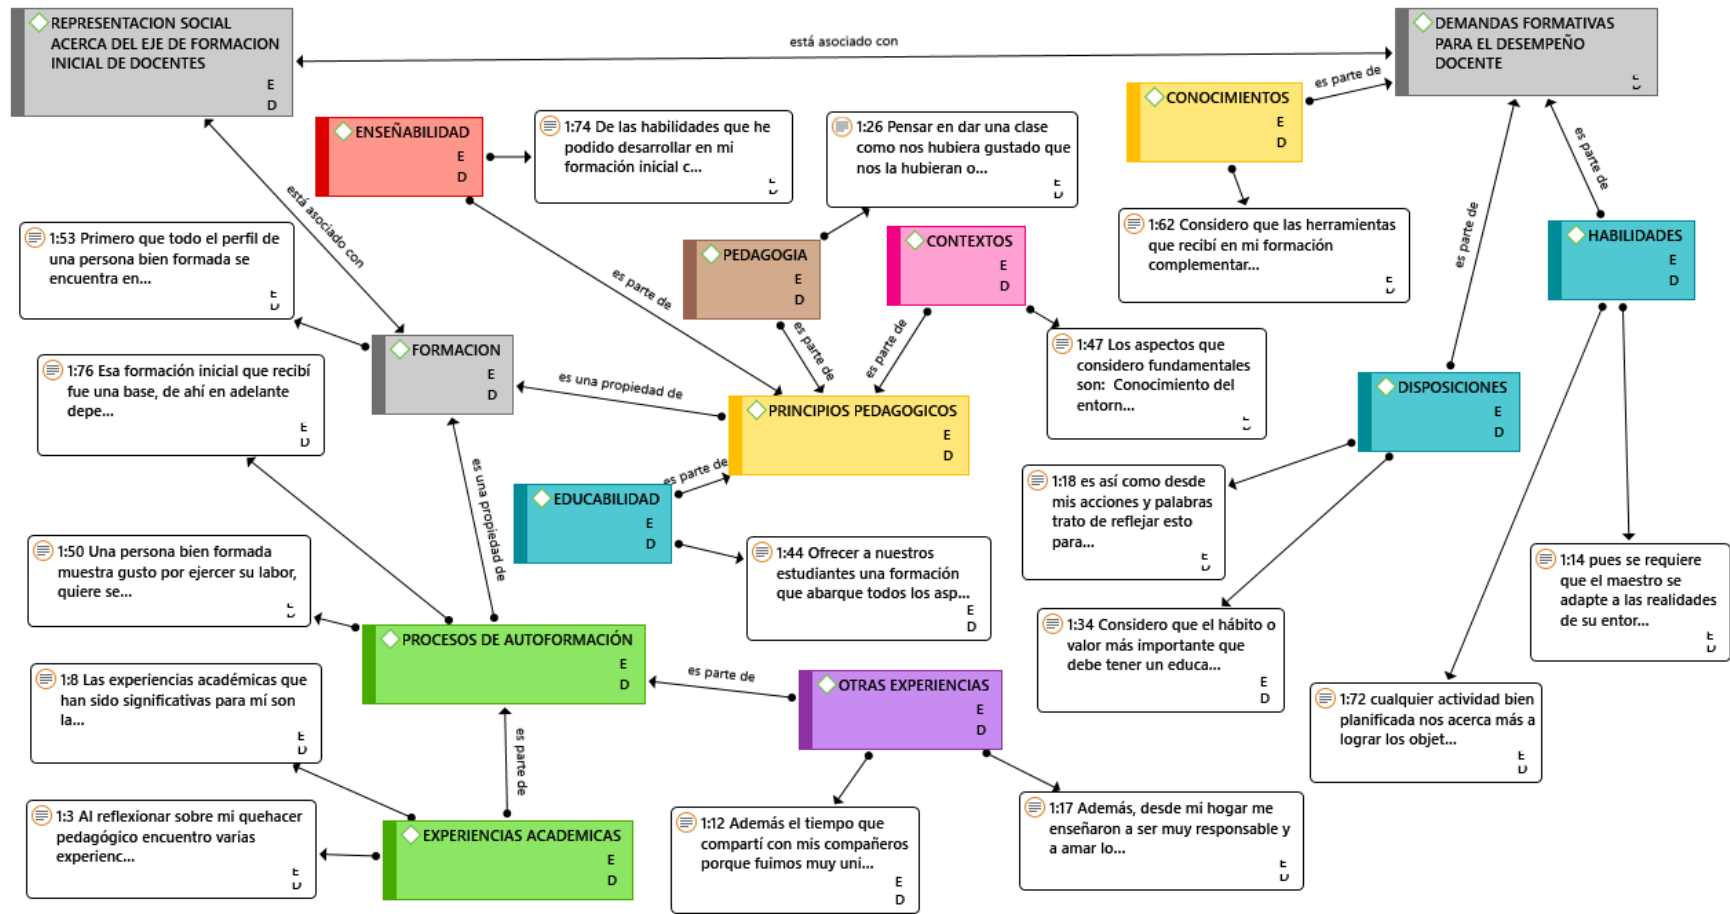 REPRESENTACION SOCIAL
ACERCA DEL EJE DE FORMACION
INICIAL DE DOCENTES
E
D
está asociado con
DEMANDAS FORMATIVAS
PARA EL DESEMPEÑO
DOCENTE
D
es parte de
CONOCIMIENTOS
E
D
ENSEÑABILIDAD
E
D
1:74 De las habilidades que he
podido desarrollar en mi
formación inicial c...
D
1:26 Pensar en dar una clase
como nos hubiera gustado que
nos la hubieran o...
D
es parte de
está asociado con
1:53 Primero que todo el perfil de
una persona bien formada se
encuentra en...
E
D
PEDAGOGIA
E
D
CONTEXTOS
E
D
1:62 Considero que las herramientas
que recibí en mi formación
complementar...
E
D
es parte de
HABILIDADES
E
D
es parte de
es parte de
es parte de
1:47 Los aspectos que
considero fundamentales
son: Conocimiento del
entorn...
D
FORMACION
E
D
1:76 Esa formación inicial que recibí
fue una base, de ahí en adelante
depe...
E
D
es una propiedad de
PRINCIPIOS PEDAGOGICOS
E
D
DISPOSICIONES
E
D
es una propiedad de
es parte de
EDUCABILIDAD
E
D
1:18 es así como desde
mis acciones y palabras
trato de reflejar esto
para...
E
D
1:50 Una persona bien formada
muestra gusto por ejercer su labor,
quiere se...
D
1:44 Ofrecer a nuestros
estudiantes una formación
que abarque todos los asp...
E
D
1:14 pues se requiere
que el maestro se
adapte a las realidades
de su entor...
E
D
1:34 Considero que el hábito o
valor más importante que
debe tener un educa...
E
D
PROCESOS DE AUTOFORMACIÓN
E
D
1:8 Las experiencias académicas que
han sido significativas para mí son
la...
E
D
es parte de
OTRAS EXPERIENCIAS
E
D
1:72 cualquier actividad bien
planificada nos acerca más a
lograr los objet...
E
D
es parte de
1:3 Al reflexionar sobre mi quehacer
pedagógico encuentro varias
experienc...
E
D
EXPERIENCIAS ACADEMICAS
E
D
1:12 Además el tiempo que
compartí con mis compañeros
porque fuimos muy uni...
E
D
1:17 Además, desde mi hogar me
enseñaron a ser muy responsable y
a amar lo...
E
D